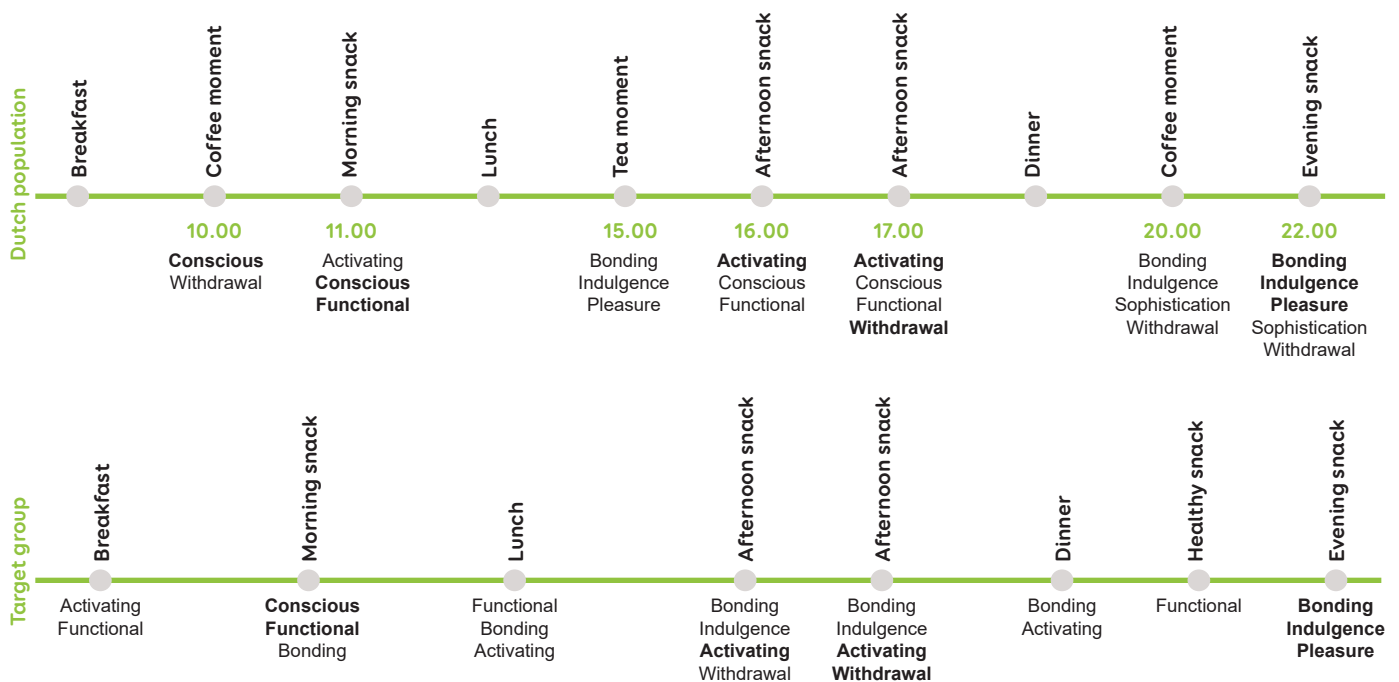 Dutch population
Breakfast
Coffee moment
Morning snack
Lunch
Tea moment
Afternoon snack
Afternoon snack
Dinner
Coffee moment
Evening snack
10.00
Conscious
Withdrawal
11.00
Activating
Conscious
Functional
15.00
Bonding
Indulgence
Pleasure
16.00
Activating
Conscious
Functional
17.00
Activating
Conscious
Functional
Withdrawal
20.00
Bonding
Indulgence
Sophistication
Withdrawal
22.00
Bonding
Indulgence
Pleasure
Sophistication
Withdrawal
Target group
Breakfast
Activating
Functional
Morning snack
Conscious
Functional
Bonding
Lunch
Functional
Bonding
Activating
Afternoon snack
Bonding
Indulgence
Activating
Withdrawal
Afternoon snack
Bonding
Indulgence
Activating
Withdrawal
Dinner
Bonding
Activating
Healthy snack
Functional
Evening snack
Bonding
Indulgence
Pleasure